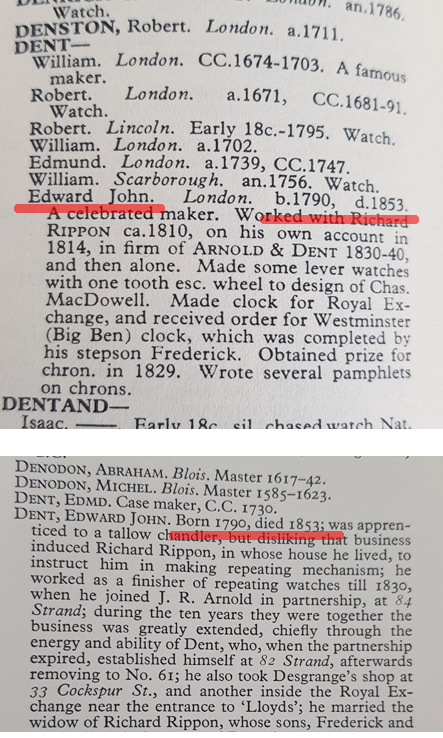 Watch. an.1786.
DENSTON, Robert. London. a.1711.
DENT—
William. London. CC.1674-1703. A famous
maker.
Robert. London. a.1671, CC.1681-91.
Watch.
Robert. Lincoln. Early 18c.-1795. Watch.
William. London. a.1702.
Edmund. London. a.1739, CC.1747.
William. Scarborough. an.1756. Watch.
Edward John. London. b.1790, d.1853.
A celebrated maker. Worked with Richard
RIPPON ca.1810, on his own account in
1814, in firm of ARNOLD & DENT 1830-40,
and then alone. Made some lever watches
with one tooth esc. wheel to design of Chas.
MacDowell. Made clock for Royal Ex-
change, and received order for Westminster
(Big Ben) clock, which was completed by
his stepson Frederick. Obtained prize for
chron. in 1829. Wrote several pamphlets
on chrons.
DENTAND—
Isaac. —— Early 18c. sil. chased watch Nat.
DENODON, ABRAHAM. Blois. Master 1617-42.
DENODON, MICHEL. Blois. Master 1585-1623.
DENT, EDMD. Case maker, C.C. 1730.
DENT, EDWARD JOHN. Born 1790, died 1853; was appren-
ticed to a tallow chandler, but disliking that business
induced Richard Rippon, in whose house he lived, to
instruct him in making repeating mechanism; he
worked as a finisher of repeating watches till 1830,
when he joined J. R. Arnold in partnership, at 84
Strand; during the ten years they were together the
business was greatly extended, chiefly through the
energy and ability of Dent, who, when the partnership
expired, established himself at 82 Strand, afterwards
removing to No. 61; he also took Desgrange's shop at
33 Cockspur St., and another inside the Royal Ex-
change near the entrance to 'Lloyds'; he married the
widow of Richard Rippon, whose sons, Frederick and